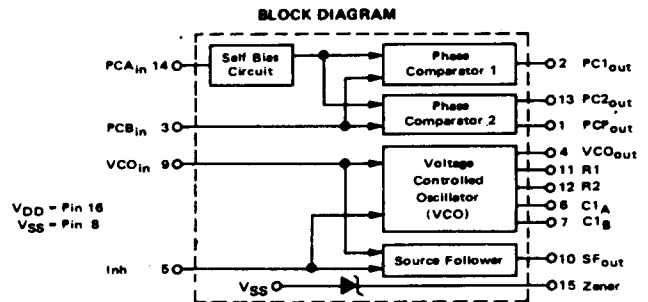 BLOCK DIAGRAM
PCAin 14
Self Bias
Circuit
Phase
Comparator 1
2 PC1out
13 PC2out
PCBin 3
Phase
Comparator 2
1 PCPout
VCOin 9
Voltage
Controlled
Oscillator
(VCO)
4 VCOout
11 R1
12 R2
6 C1A
7 C1B
VDD = Pin 16
VSS = Pin 8
Inh 5
Source Follower
10 SFout
VSS
15 Zener